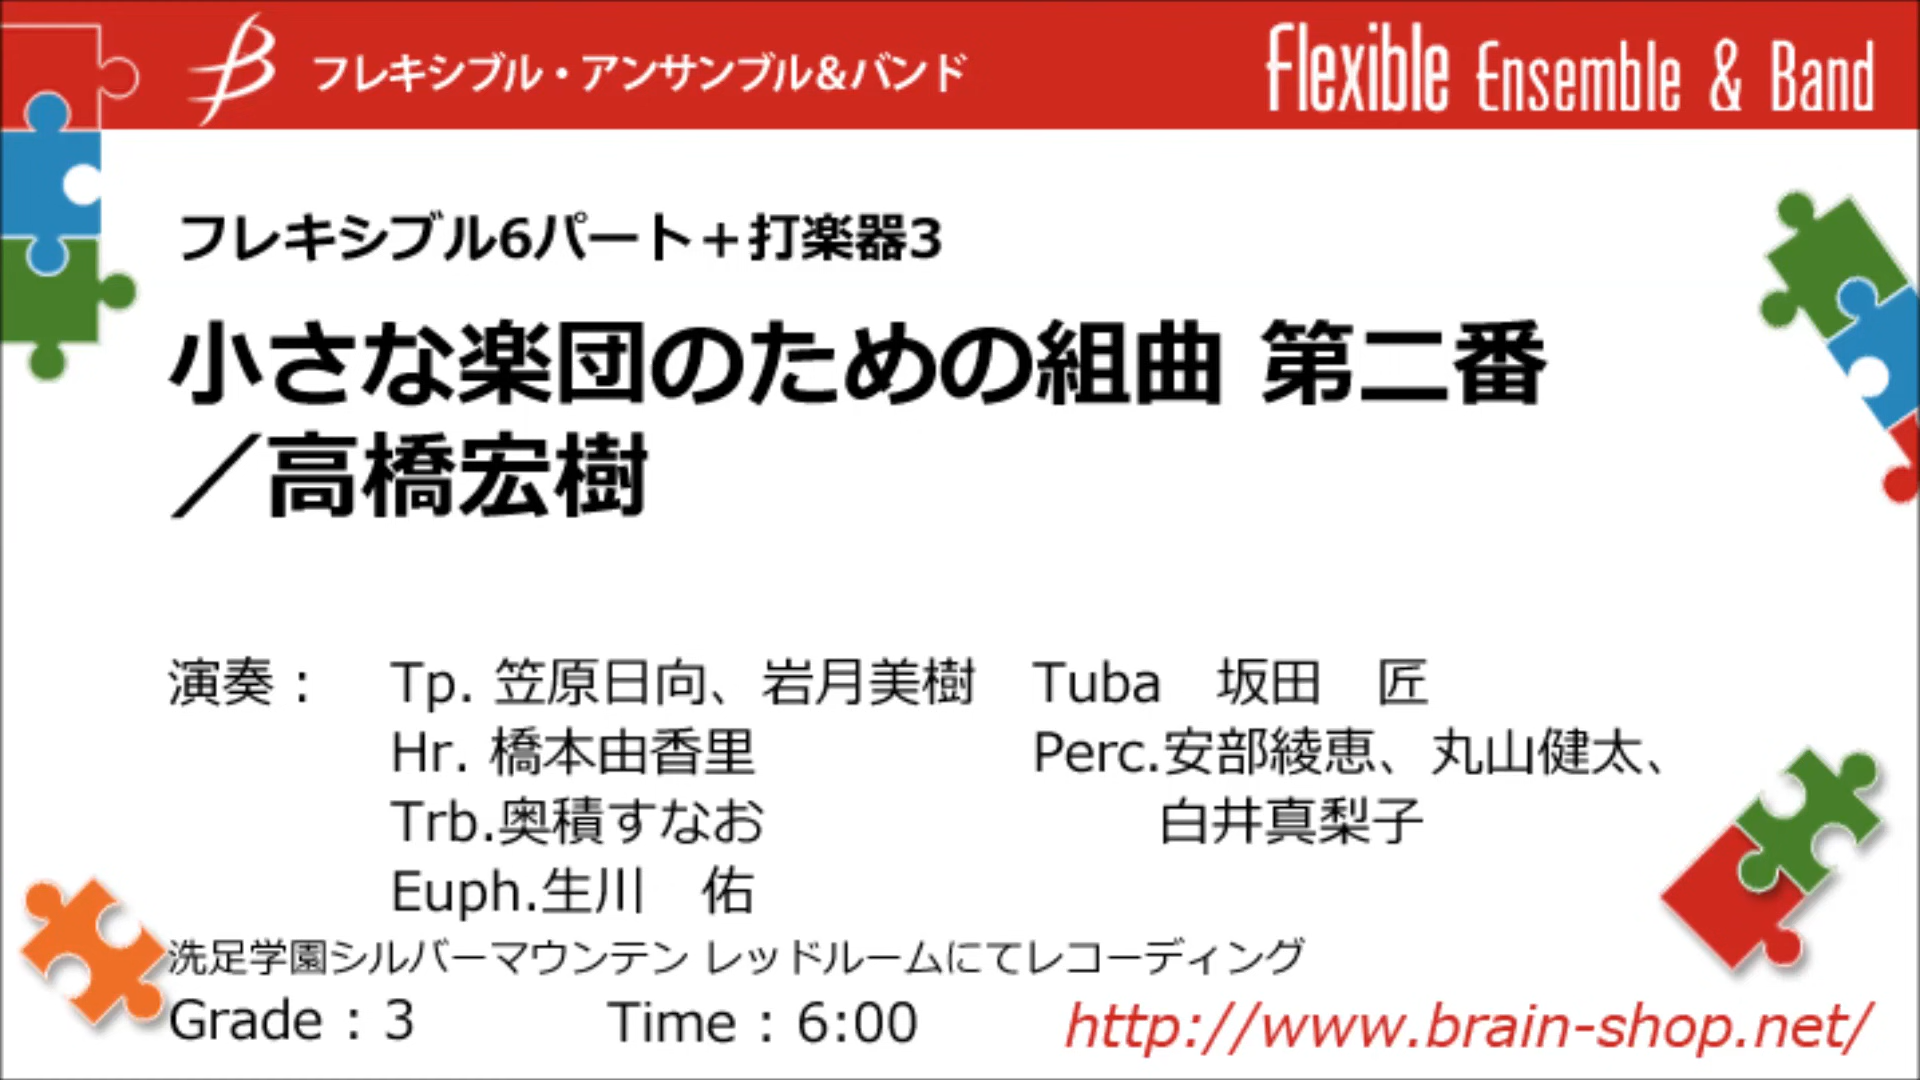 フレキシブル・アンサンブル&バンド
Flexible Ensemble & Band
フレキシブル6パート＋打楽器3
小さな楽団のための組曲 第二番
／高橋宏樹
演奏： Tp. 笠原日向、岩月美樹 Tuba 坂田 匠
Hr. 橋本由香里 Perc.安部綾恵、丸山健太、
Trb.奥積すなお 白井真梨子
Euph.生川 佑
洗足学園シルバーマウンテン レッドルームにてレコーディング
Grade：3 Time：6:00 http://www.brain-shop.net/